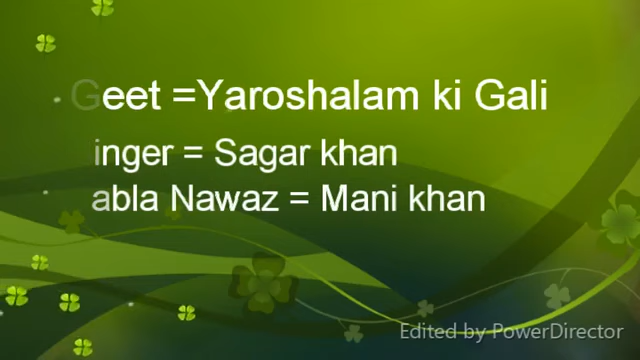 Geet =Yaroshalam ki Gali
inger = Sagar khan
abla Nawaz = Mani khan
Edited by PowerDirector